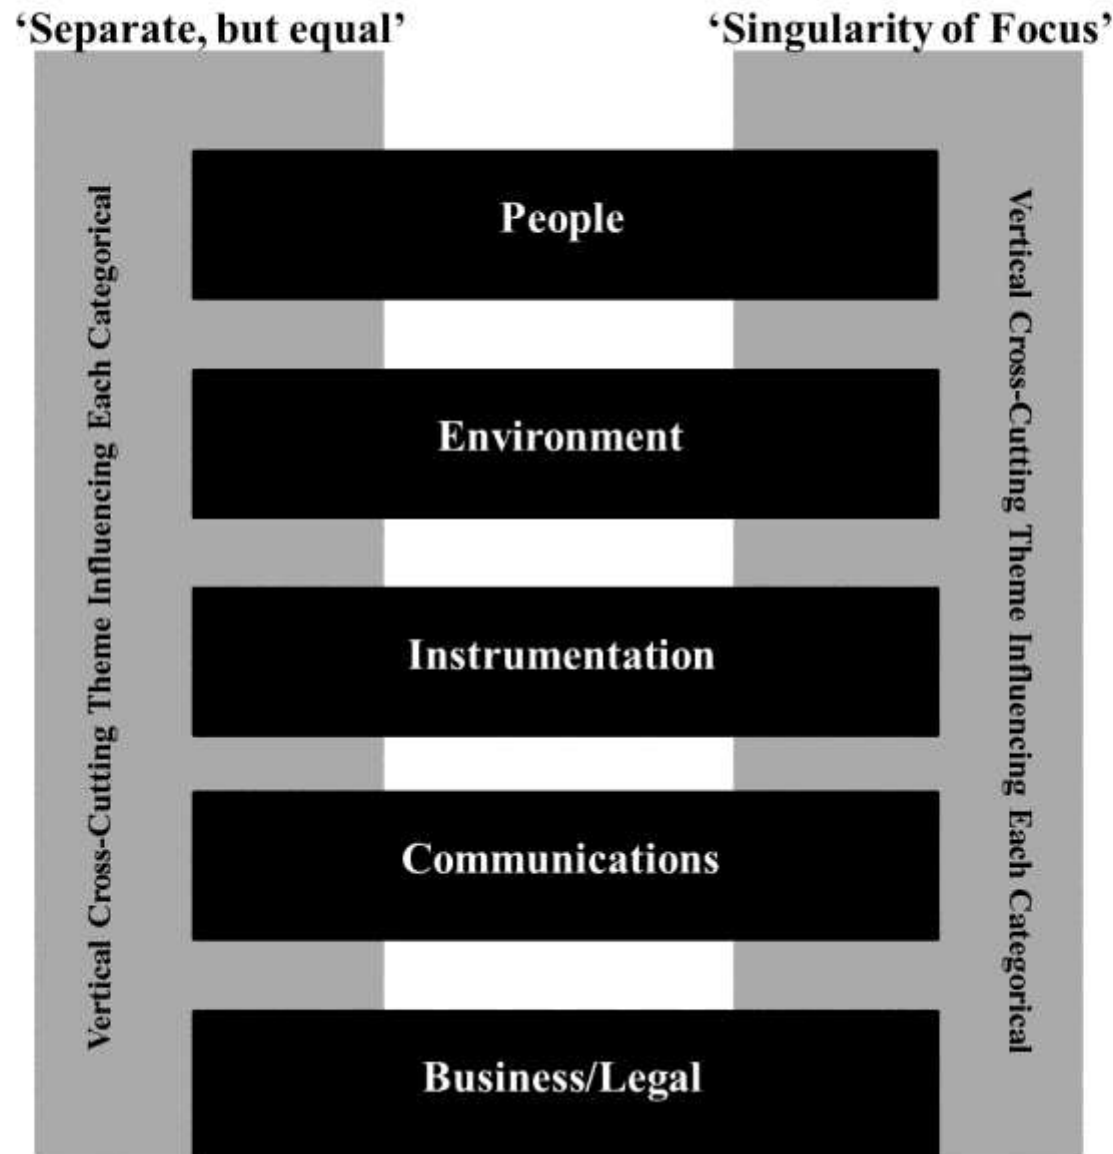 ‘Separate, but equal’
‘Singularity of Focus’
Vertical Cross-Cutting Theme Influencing Each Categorical
People
Environment
Instrumentation
Communications
Business/Legal
Vertical Cross-Cutting Theme Influencing Each Categorical